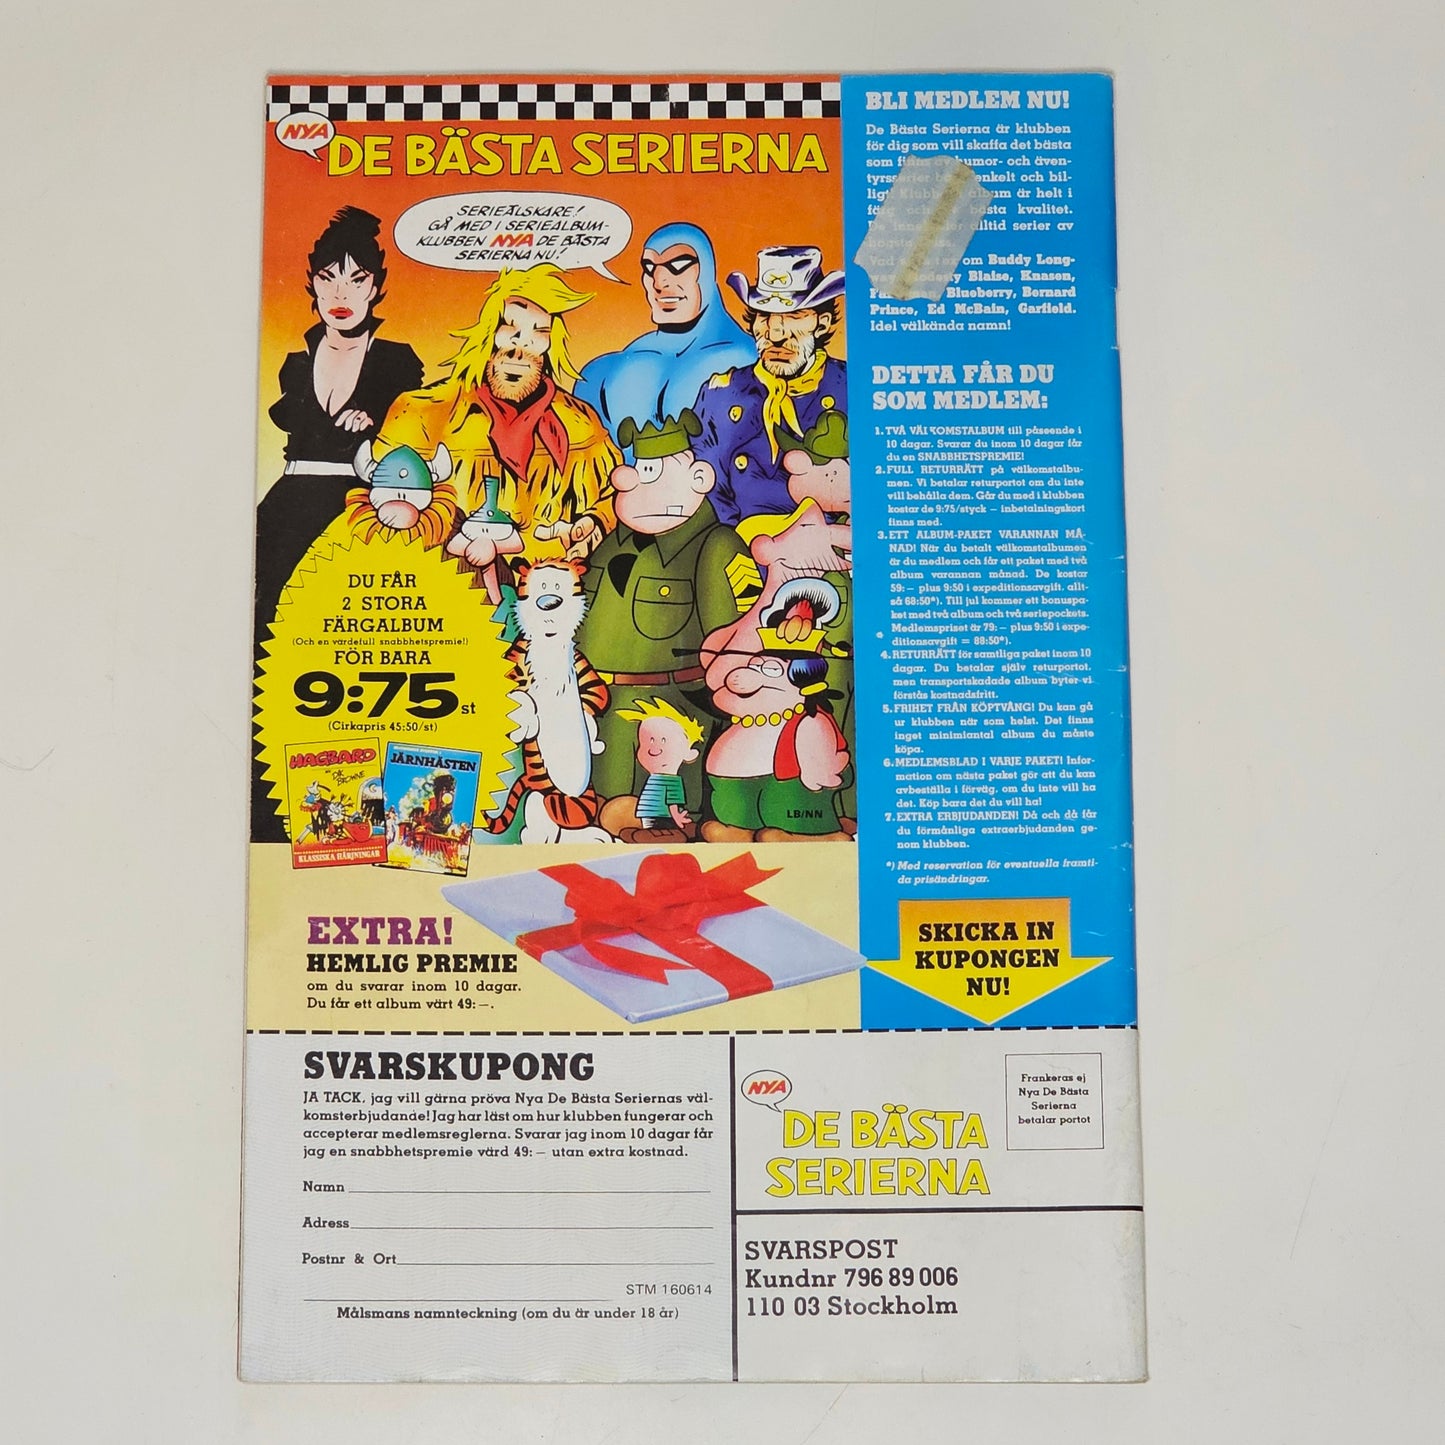 NYA
DE BÄSTA SERIERNA
SERIEÄLSKARE!
GÅ MED I SERIEALBUM-
KLUBBEN NYA DE BÄSTA
SERIERNA NU!
DU FÅR
2 STORA
FÄRGALBUM
(Och en värdefull snabbhetspremie!)
FÖR BARA
9:75 st
(Cirkapris 45:50/st)
HAGBARD
DIK BROWNE
KLASSISKA HÄRJNINGAR
JÄRNHÄSTEN
LB/NN
EXTRA!
HEMLIG PREMIE
om du svarar inom 10 dagar.
Du får ett album värt 49:–.
BLI MEDLEM NU!
De Bästa Serierna är klubben
för dig som vill skaffa det bästa
som humor- och även-
enkelt och bil-
album är helt i
och bästa kvalitet.
De alltid serier av
om Buddy Long-
Modesty Blaise, Knasen,
Blueberry, Bernard
Prince, Ed McBain, Garfield.
Idel välkända namn!
DETTA FÅR DU
SOM MEDLEM:
1. TVÅ VÄLKOMSTALBUM till påseende i
10 dagar. Svarar du inom 10 dagar får
du en SNABBHETSPREMIE!
2. FULL RETURRÄTT på välkomstalbu-
men. Vi betalar returportot om du inte
vill behålla dem. Går du med i klubben
kostar de 9:75/styck – inbetalningskort
finns med.
3. ETT ALBUM-PAKET VARANNAN MÅ-
NAD! När du betalt välkomstalbumen
är du medlem och får ett paket med två
album varannan månad. De kostar
59:– plus 9:50 i expeditionsavgift, allt-
så 68:50*). Till jul kommer ett bonuspa-
ket med två album och två seriepockets.
Medlemspriset är 79:– plus 9:50 i expe-
ditionsavgift = 88:50*).
4. RETURRÄTT för samtliga paket inom 10
dagar. Du betalar själv returportot,
men transportskadade album byter vi
förstås kostnadsfritt.
5. FRIHET FRÅN KÖPTVÅNG! Du kan gå
ur klubben när som helst. Det finns
inget minimiantal album du måste
köpa.
6. MEDLEMSBLAD I VARJE PAKET! Infor-
mation om nästa paket gör att du kan
avbeställa i förväg, om du inte vill ha
det. Köp bara det du vill ha!
7. EXTRA ERBJUDANDEN! Då och då får
du förmånliga extraerbjudanden ge-
nom klubben.
*) Med reservation för eventuella framti-
da prisändringar.
SKICKA IN
KUPONGEN
NU!
SVARSKUPONG
JA TACK, jag vill gärna pröva Nya De Bästa Seriernas väl-
komsterbjudande! Jag har läst om hur klubben fungerar och
accepterar medlemsreglerna. Svarar jag inom 10 dagar får
jag en snabbhetspremie värd 49:– utan extra kostnad.
Namn
Adress
Postnr & Ort
STM 160614
Målsmans namnteckning (om du är under 18 år)
NYA
DE BÄSTA
SERIERNA
Frankeras ej
Nya De Bästa
Serierna
betalar portot
SVARSPOST
Kundnr 796 89 006
110 03 Stockholm